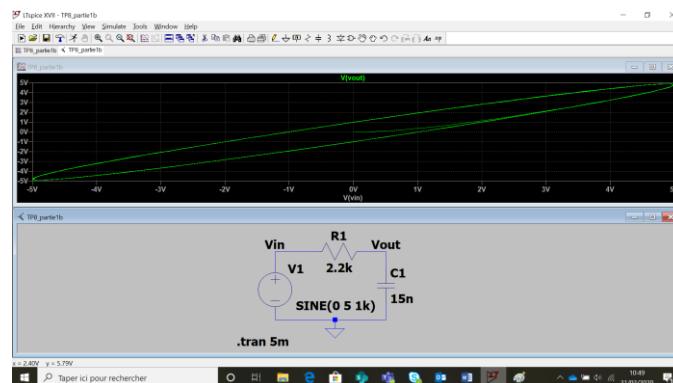 LTspice XVII - TP8_partie1b
File Edit Hierarchy View Simulate Tools Window Help
TP8_partie1b TP8_partie1b
TP8_partie1b
V(vout)
5V
4V
3V
2V
1V
0V
-1V
-2V
-3V
-4V
-5V
-5V -4V -3V -2V -1V 0V 1V 2V 3V 4V
V(vin)
TP8_partie1b
Vin R1 Vout
V1 2.2k C1
SINE(0 5 1k) 15n
.tran 5m
x = 2.40V y = 5.79V
Taper ici pour rechercher
10:49